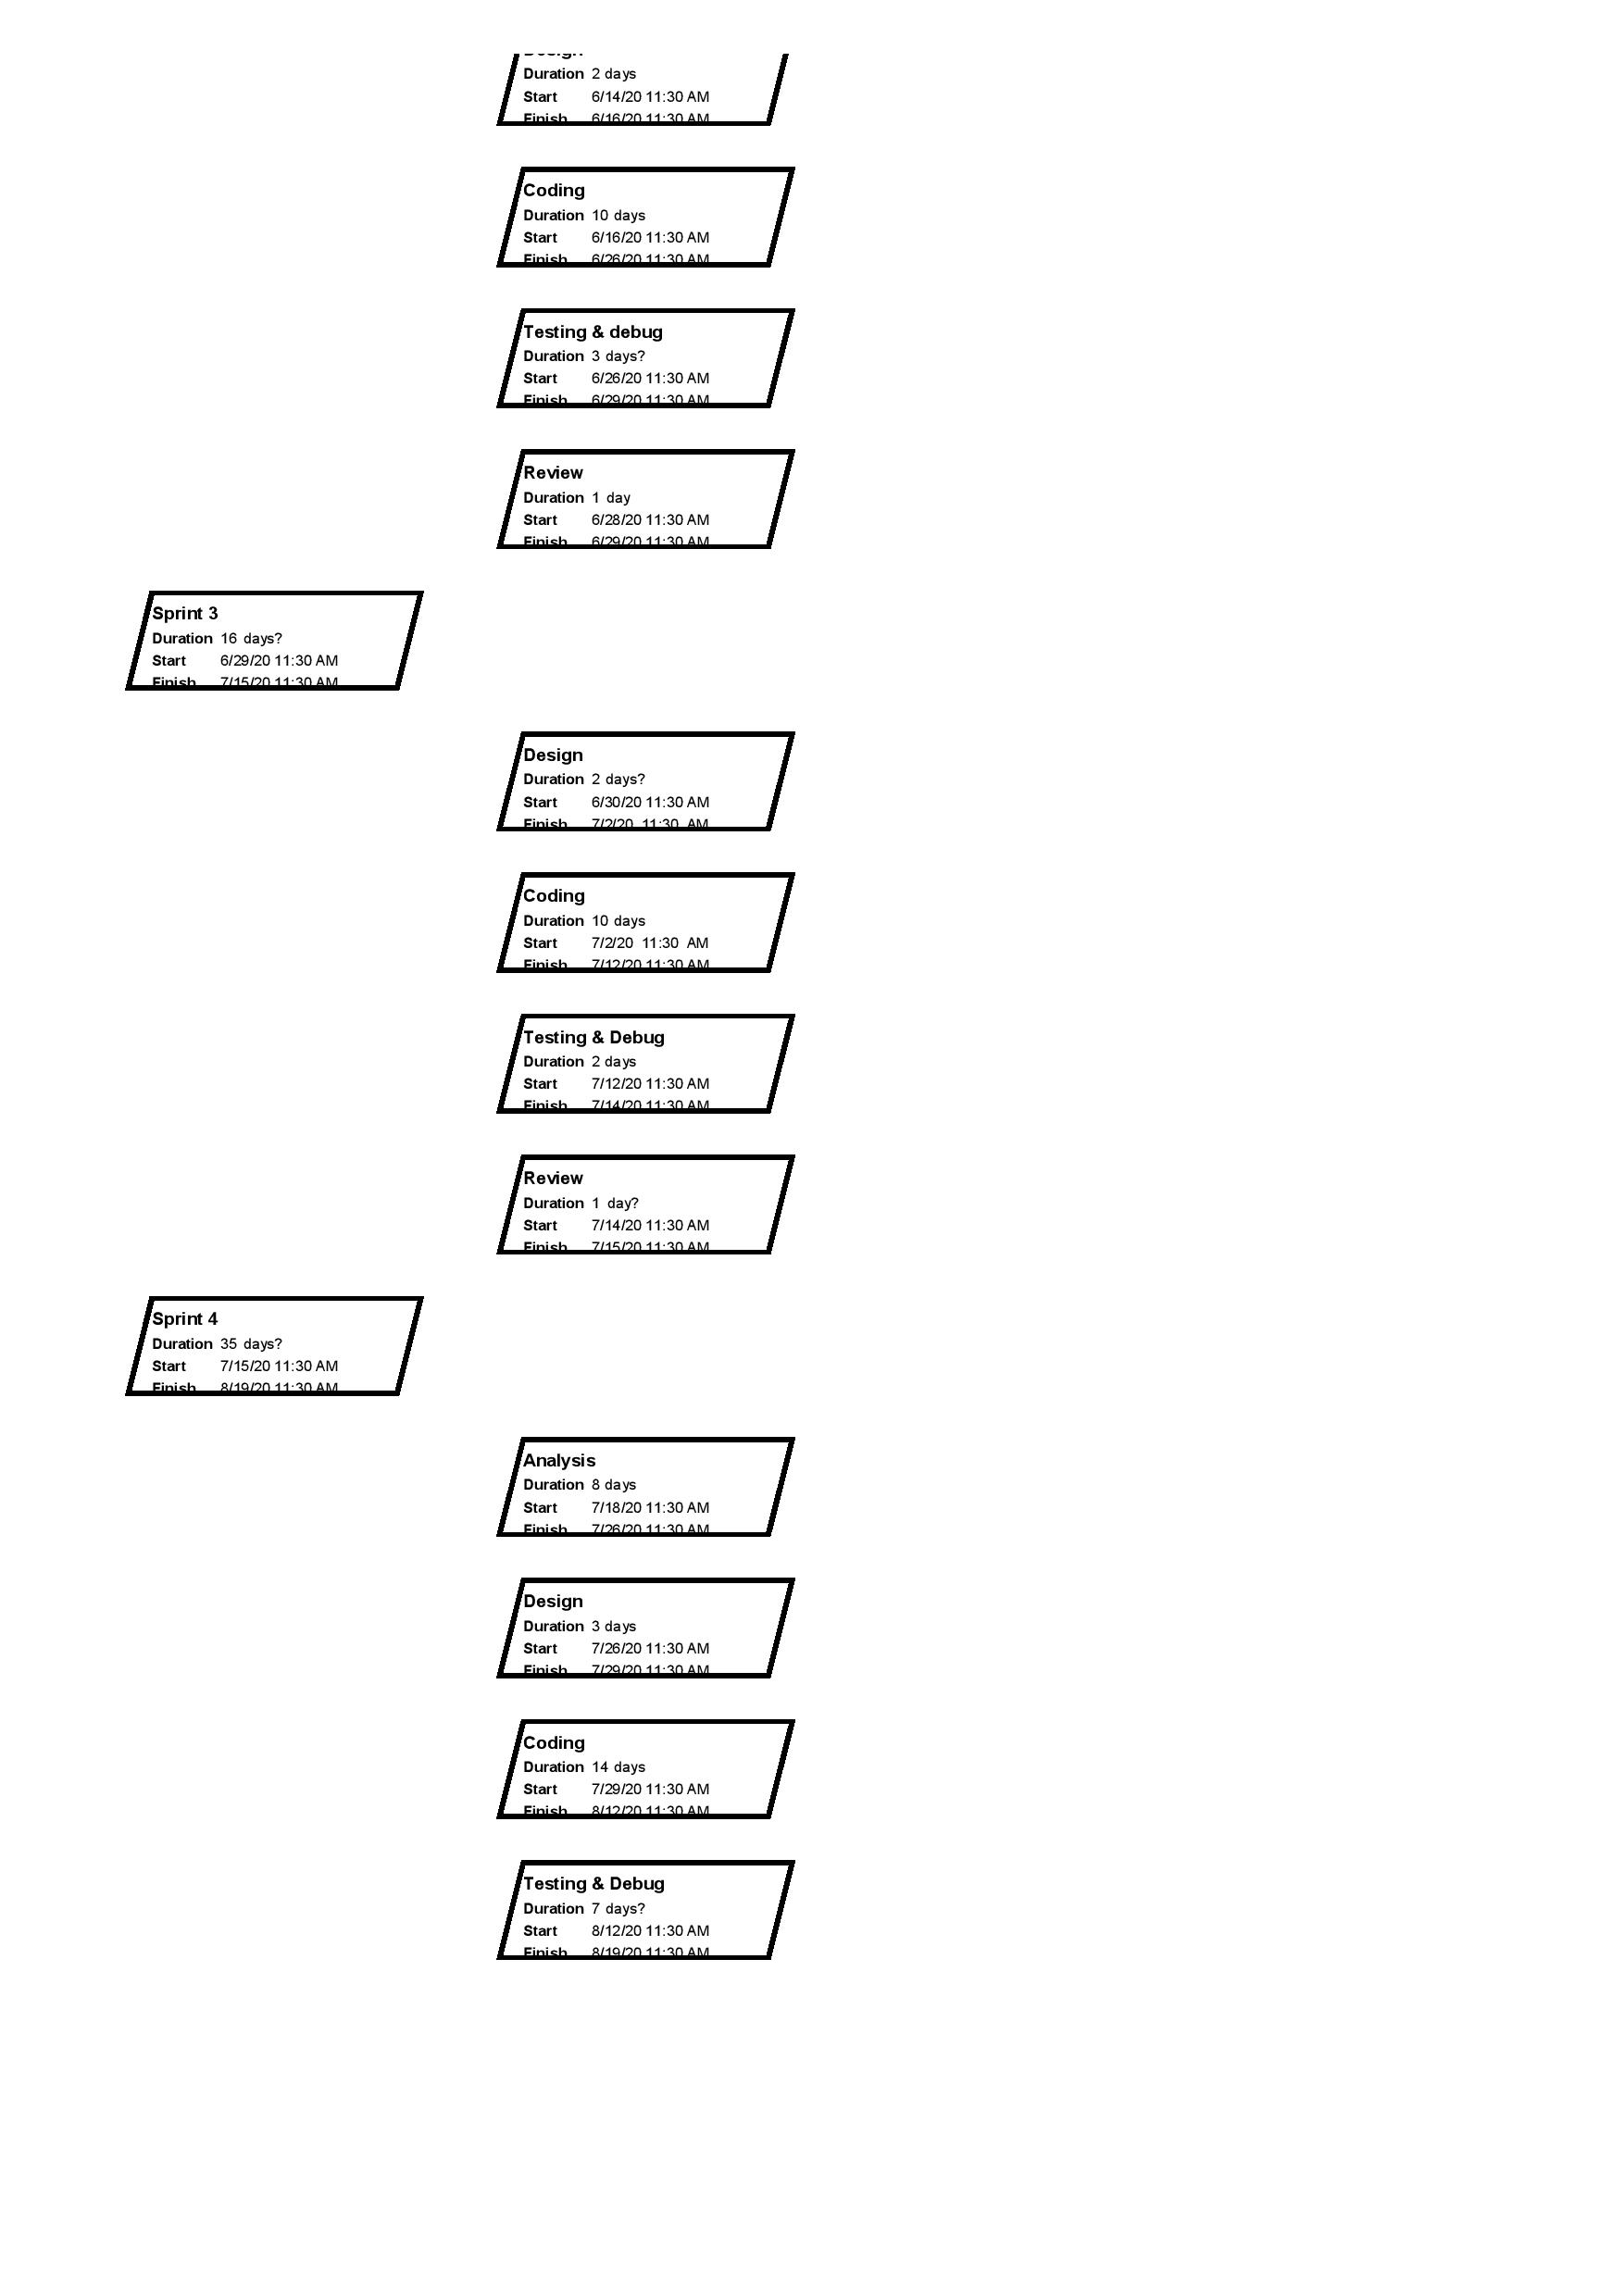 Design
Duration 2 days
Start 6/14/20 11:30 AM
Finish 6/16/20 11:30 AM
Coding
Duration 10 days
Start 6/16/20 11:30 AM
Finish 6/26/20 11:30 AM
Testing & debug
Duration 3 days?
Start 6/26/20 11:30 AM
Finish 6/29/20 11:30 AM
Review
Duration 1 day
Start 6/28/20 11:30 AM
Finish 6/29/20 11:30 AM
Sprint 3
Duration 16 days?
Start 6/29/20 11:30 AM
Finish 7/15/20 11:30 AM
Design
Duration 2 days?
Start 6/30/20 11:30 AM
Finish 7/2/20 11:30 AM
Coding
Duration 10 days
Start 7/2/20 11:30 AM
Finish 7/12/20 11:30 AM
Testing & Debug
Duration 2 days
Start 7/12/20 11:30 AM
Finish 7/14/20 11:30 AM
Review
Duration 1 day?
Start 7/14/20 11:30 AM
Finish 7/15/20 11:30 AM
Sprint 4
Duration 35 days?
Start 7/15/20 11:30 AM
Finish 8/19/20 11:30 AM
Analysis
Duration 8 days
Start 7/18/20 11:30 AM
Finish 7/26/20 11:30 AM
Design
Duration 3 days
Start 7/26/20 11:30 AM
Finish 7/29/20 11:30 AM
Coding
Duration 14 days
Start 7/29/20 11:30 AM
Finish 8/12/20 11:30 AM
Testing & Debug
Duration 7 days?
Start 8/12/20 11:30 AM
Finish 8/19/20 11:30 AM